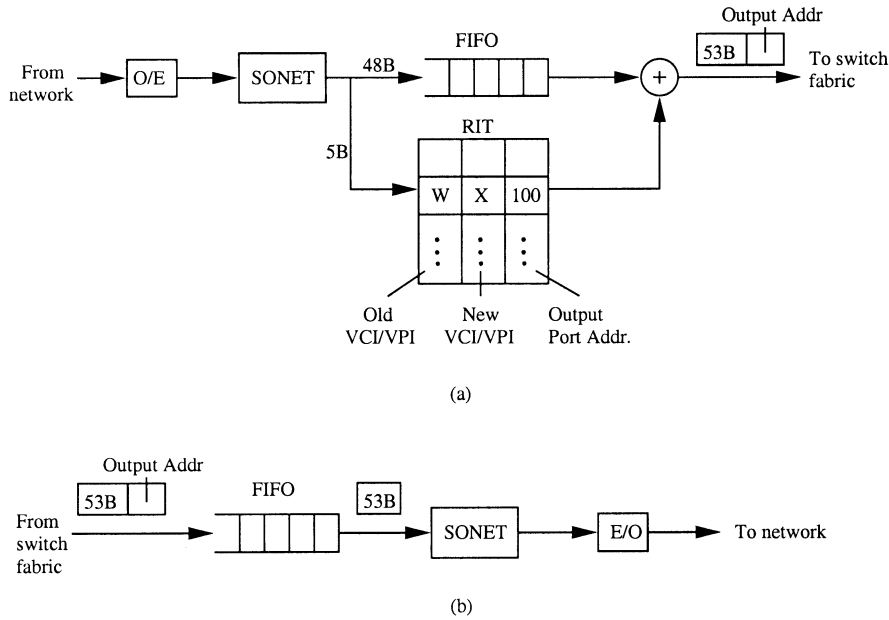 Output Addr
FIFO
53B
From
network
O/E
SONET
48B
+
To switch
fabric
5B
RIT
W X 100
Old
VCI/VPI
New
VCI/VPI
Output
Port Addr.
(a)
Output Addr
53B
FIFO
53B
From
switch
fabric
SONET
E/O
To network
(b)